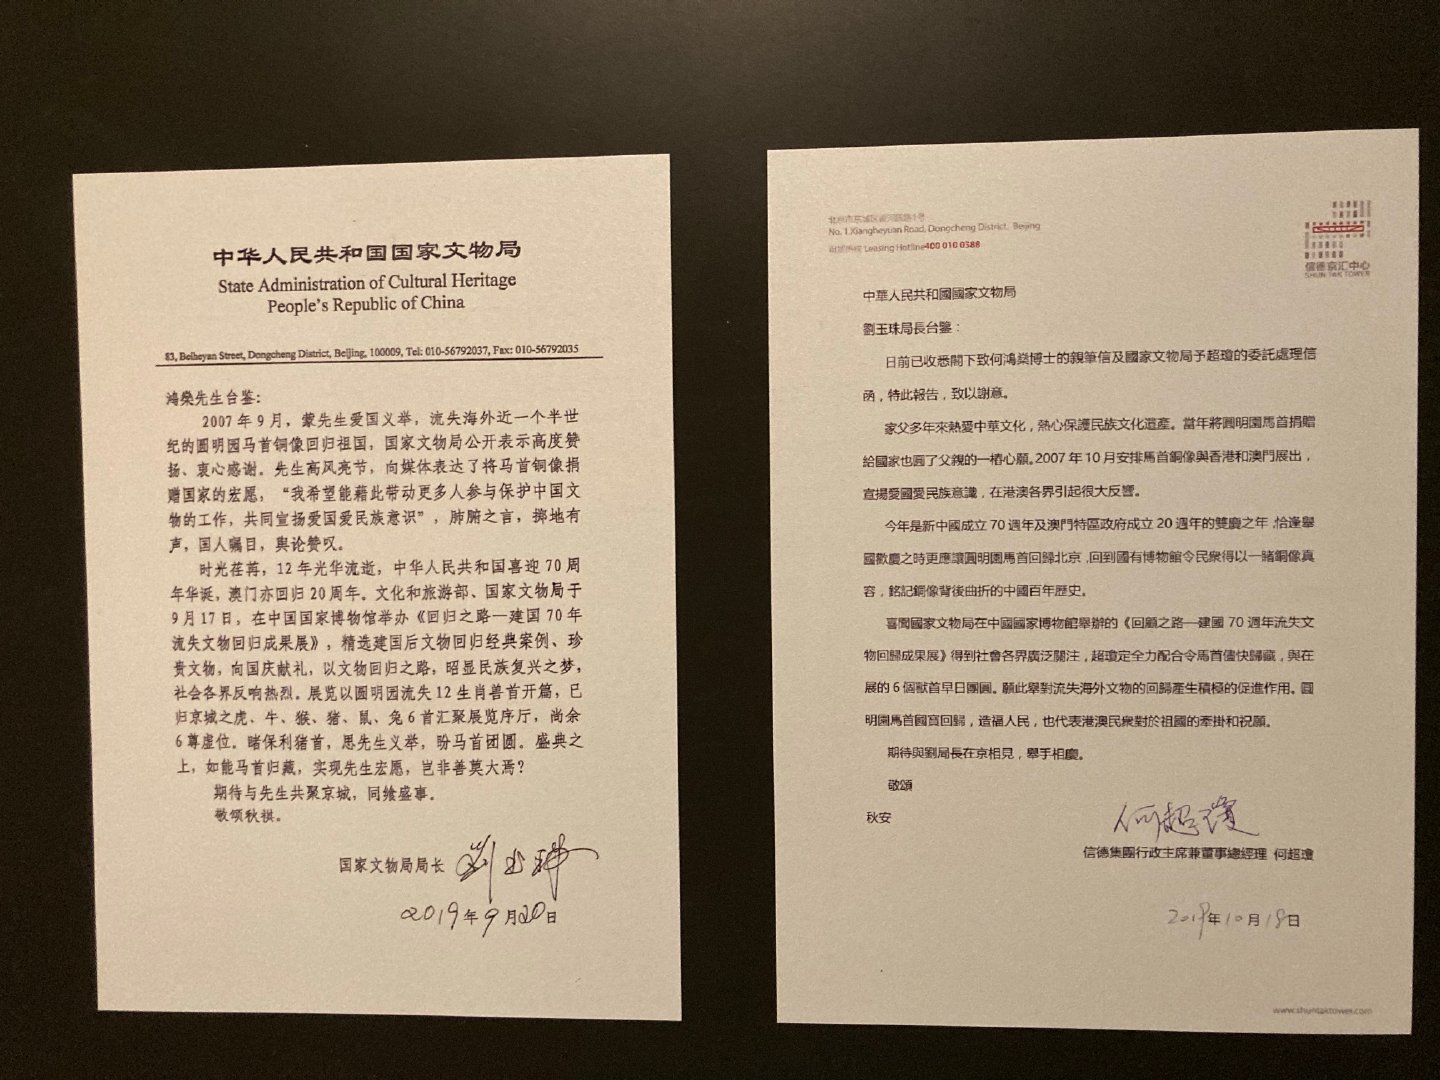 中华人民共和国国家文物局
State Administration of Cultural Heritage
People's Republic of China
83, Beiheyan Street, Dongcheng District, Beijing, 100009, Tel: 010-56792037, Fax: 010-56792035
鸿燊先生台鉴：
2007年9月，蒙先生爱国义举，流失海外近一个半世
纪的圆明园马首铜像回归祖国，国家文物局公开表示高度赞
扬、衷心感谢。先生高风亮节，向媒体表达了将马首铜像捐
赠国家的宏愿，“我希望能藉此带动更多人参与保护中国文
物的工作，共同宣扬爱国爱民族意识”，肺腑之言，掷地有
声，国人瞩目，舆论赞叹。
时光荏苒，12年光华流逝，中华人民共和国喜迎70周
年华诞，澳门亦回归20周年。文化和旅游部、国家文物局于
9月17日，在中国国家博物馆举办《回归之路—建国70年
流失文物回归成果展》，精选建国后文物回归经典案例、珍
贵文物，向国庆献礼，以文物回归之路，昭显民族复兴之梦，
社会各界反响热烈。展览以圆明园流失12生肖兽首开篇，已
归京城之虎、牛、猴、猪、鼠、兔6首汇聚展览序厅，尚余
6尊虚位。睹保利猪首，思先生义举，盼马首团圆。盛典之
上，如能马首归藏，实现先生宏愿，岂非善莫大焉？
期待与先生共聚京城，同飨盛事。
敬颂秋祺。
国家文物局局长 刘玉珠
2019年9月20日
北京市东城区香河园路1号
No. 1.Xiangheyuan Road, Dongcheng District, Beijing
Leasing Hotline400 010 0388
信德京汇中心
SHUN TAK TOWER
中華人民共和國國家文物局
劉玉珠局長台鑒：
日前已收悉閣下致何鴻燊博士的親筆信及國家文物局予超瓊的委託處理信
函，特此報告，致以謝意。
家父多年來熱愛中華文化，熱心保護民族文化遺產。當年將圓明園馬首捐贈
給國家也圓了父親的一樁心願。2007年10月安排馬首銅像與香港和澳門展出，
宣揚愛國愛民族意識，在港澳各界引起很大反響。
今年是新中國成立70週年及澳門特區政府成立20週年的雙慶之年，恰逢舉
國歡慶之時更應讓圓明園馬首回歸北京，回到國有博物館令民衆得以一睹銅像真
容，銘記銅像背後曲折的中國百年歷史。
喜聞國家文物局在中國國家博物館舉辦的《回顧之路—建國70週年流失文
物回歸成果展》得到社會各界廣泛關注，超瓊定全力配合令馬首儘快歸藏，與在
展的6個獸首早日團圓。願此舉對流失海外文物的回歸產生積極的促進作用。圓
明園馬首國寶回歸，造福人民，也代表港澳民衆對於祖國的牽掛和祝願。
期待與劉局長在京相見，舉手相慶。
敬頌
秋安
何超瓊
信德集團行政主席兼董事總經理 何超瓊
2019年10月18日
www.shuntaktower.com